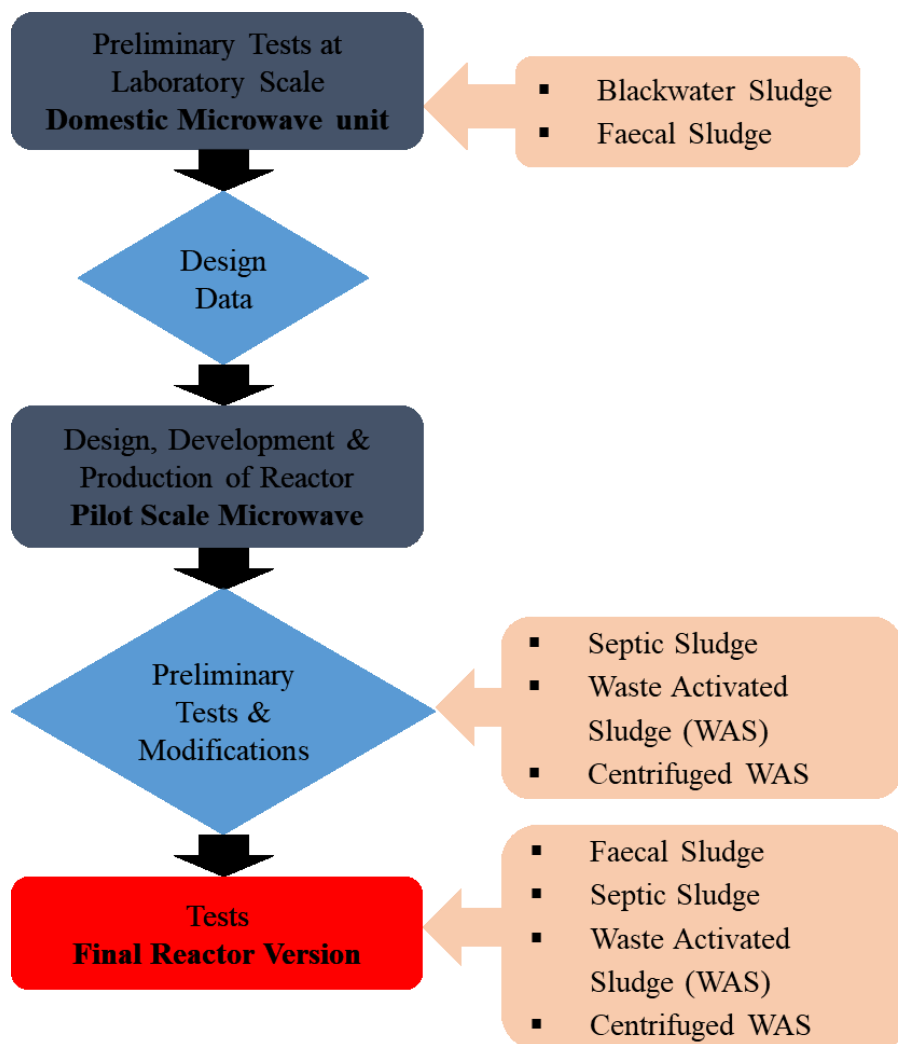 Preliminary Tests at
Laboratory Scale
Domestic Microwave unit
▪ Blackwater Sludge
▪ Faecal Sludge
Design
Data
Design, Development &
Production of Reactor
Pilot Scale Microwave
Preliminary
Tests &
Modifications
▪ Septic Sludge
▪ Waste Activated
Sludge (WAS)
▪ Centrifuged WAS
Tests
Final Reactor Version
▪ Faecal Sludge
▪ Septic Sludge
▪ Waste Activated
Sludge (WAS)
▪ Centrifuged WAS